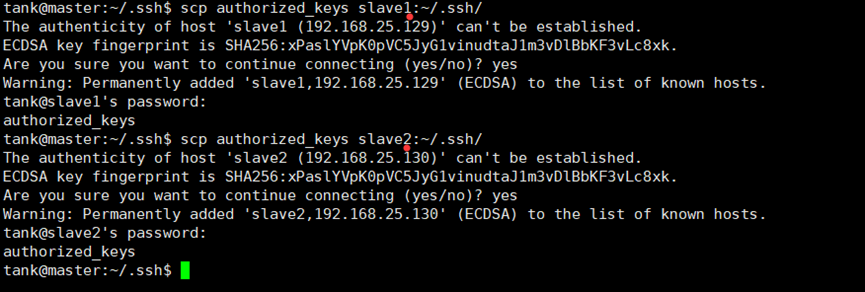 tank@master:~/.ssh$ scp authorized_keys slave1:~/.ssh/
The authenticity of host 'slave1 (192.168.25.129)' can't be established.
ECDSA key fingerprint is SHA256:xPaslYVpK0pVC5JyG1vinudtaJ1m3vDlBbKF3vLc8xk.
Are you sure you want to continue connecting (yes/no)? yes
Warning: Permanently added 'slave1,192.168.25.129' (ECDSA) to the list of known hosts.
tank@slave1's password:
authorized_keys
tank@master:~/.ssh$ scp authorized_keys slave2:~/.ssh/
The authenticity of host 'slave2 (192.168.25.130)' can't be established.
ECDSA key fingerprint is SHA256:xPaslYVpK0pVC5JyG1vinudtaJ1m3vDlBbKF3vLc8xk.
Are you sure you want to continue connecting (yes/no)? yes
Warning: Permanently added 'slave2,192.168.25.130' (ECDSA) to the list of known hosts.
tank@slave2's password:
authorized_keys
tank@master:~/.ssh$